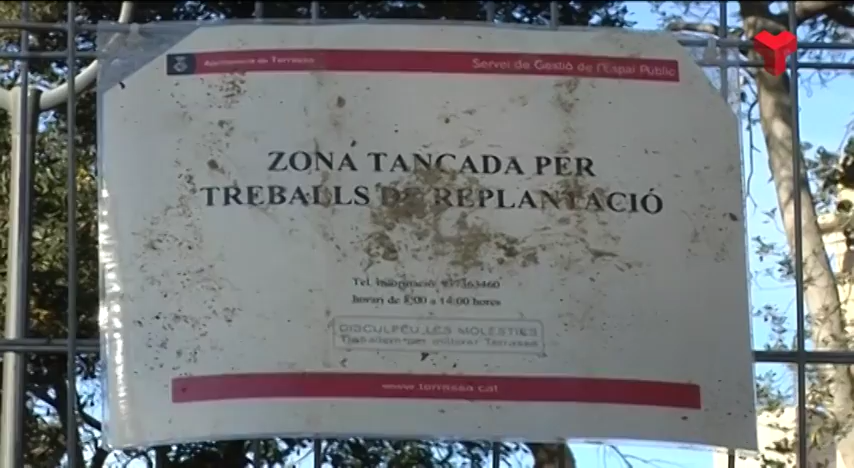 Ajuntament de Terrassa
Servei de Gestió de l'Espai Públic
ZONA TANCADA PER
TREBALLS DE REPLANTACIÓ
Tel. informació 937363460
horari de 8:00 a 14:00 hores
DISCULPEU LES MOLÈSTIES
Treballem per millorar Terrassa
www.terrassa.cat